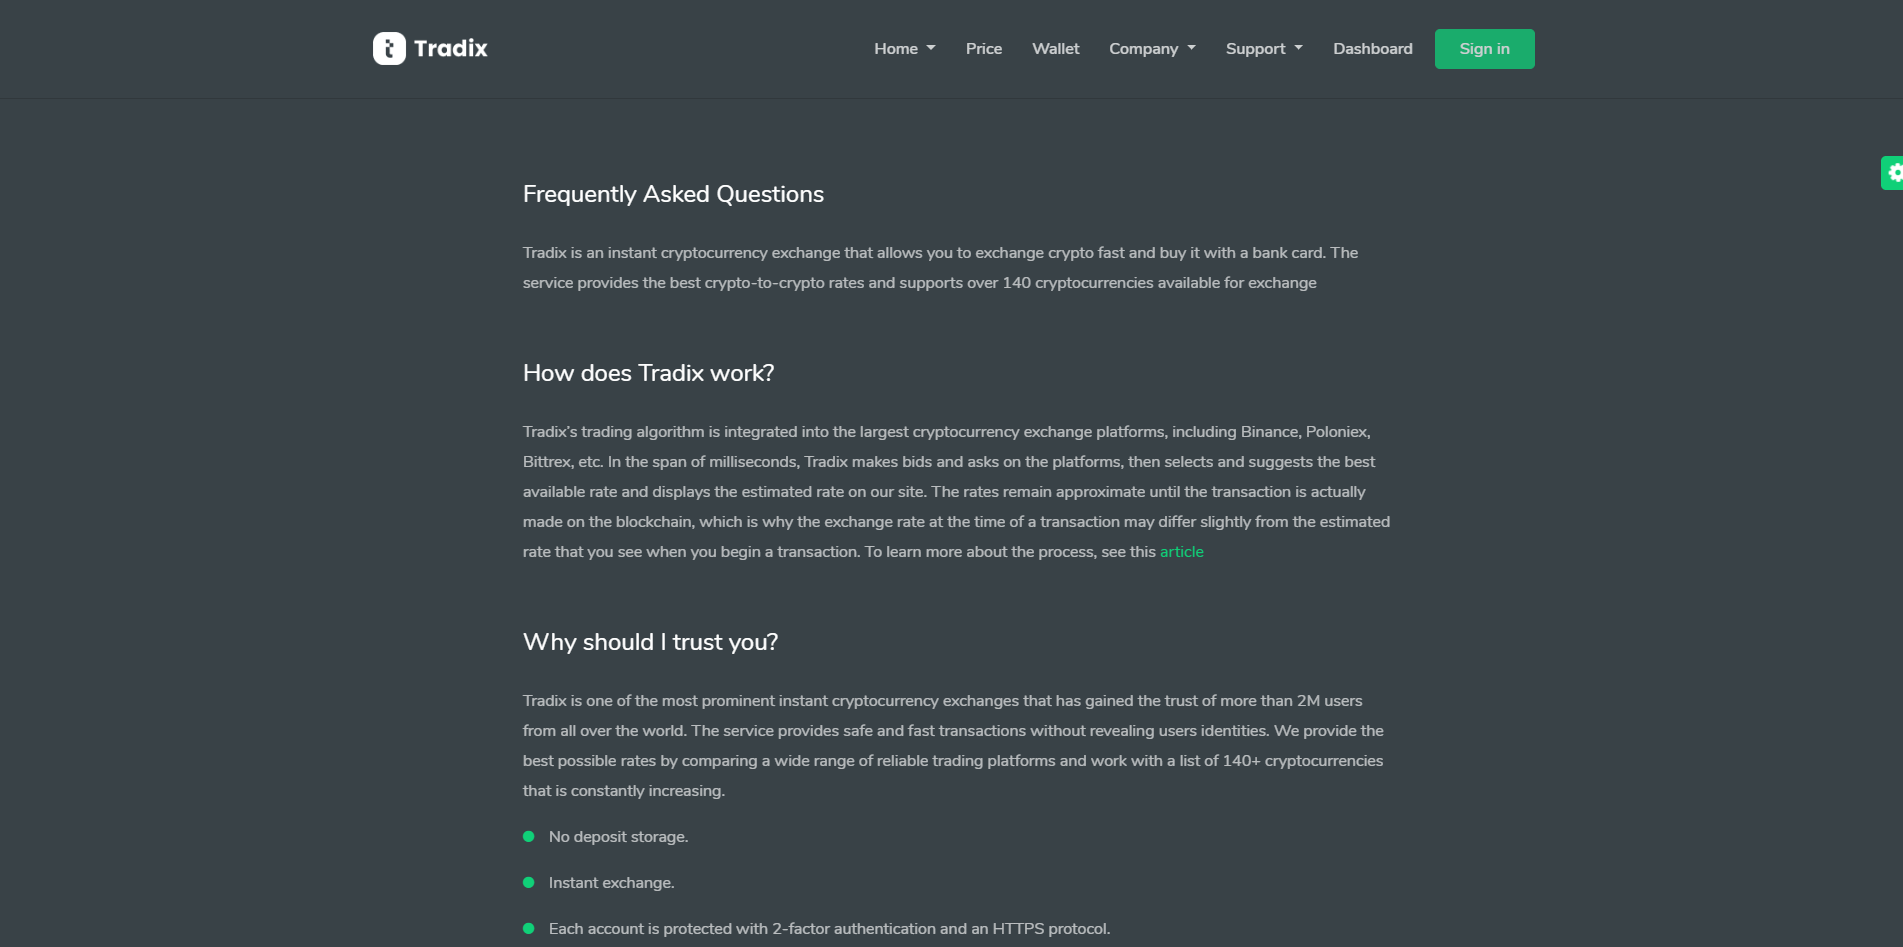 Tradix
Home
Price
Wallet
Company
Support
Dashboard
Sign in
Frequently Asked Questions
Tradix is an instant cryptocurrency exchange that allows you to exchange crypto fast and buy it with a bank card. The
service provides the best crypto-to-crypto rates and supports over 140 cryptocurrencies available for exchange
How does Tradix work?
Tradix’s trading algorithm is integrated into the largest cryptocurrency exchange platforms, including Binance, Poloniex,
Bittrex, etc. In the span of milliseconds, Tradix makes bids and asks on the platforms, then selects and suggests the best
available rate and displays the estimated rate on our site. The rates remain approximate until the transaction is actually
made on the blockchain, which is why the exchange rate at the time of a transaction may differ slightly from the estimated
rate that you see when you begin a transaction. To learn more about the process, see this article
Why should I trust you?
Tradix is one of the most prominent instant cryptocurrency exchanges that has gained the trust of more than 2M users
from all over the world. The service provides safe and fast transactions without revealing users identities. We provide the
best possible rates by comparing a wide range of reliable trading platforms and work with a list of 140+ cryptocurrencies
that is constantly increasing.
No deposit storage.
Instant exchange.
Each account is protected with 2-factor authentication and an HTTPS protocol.